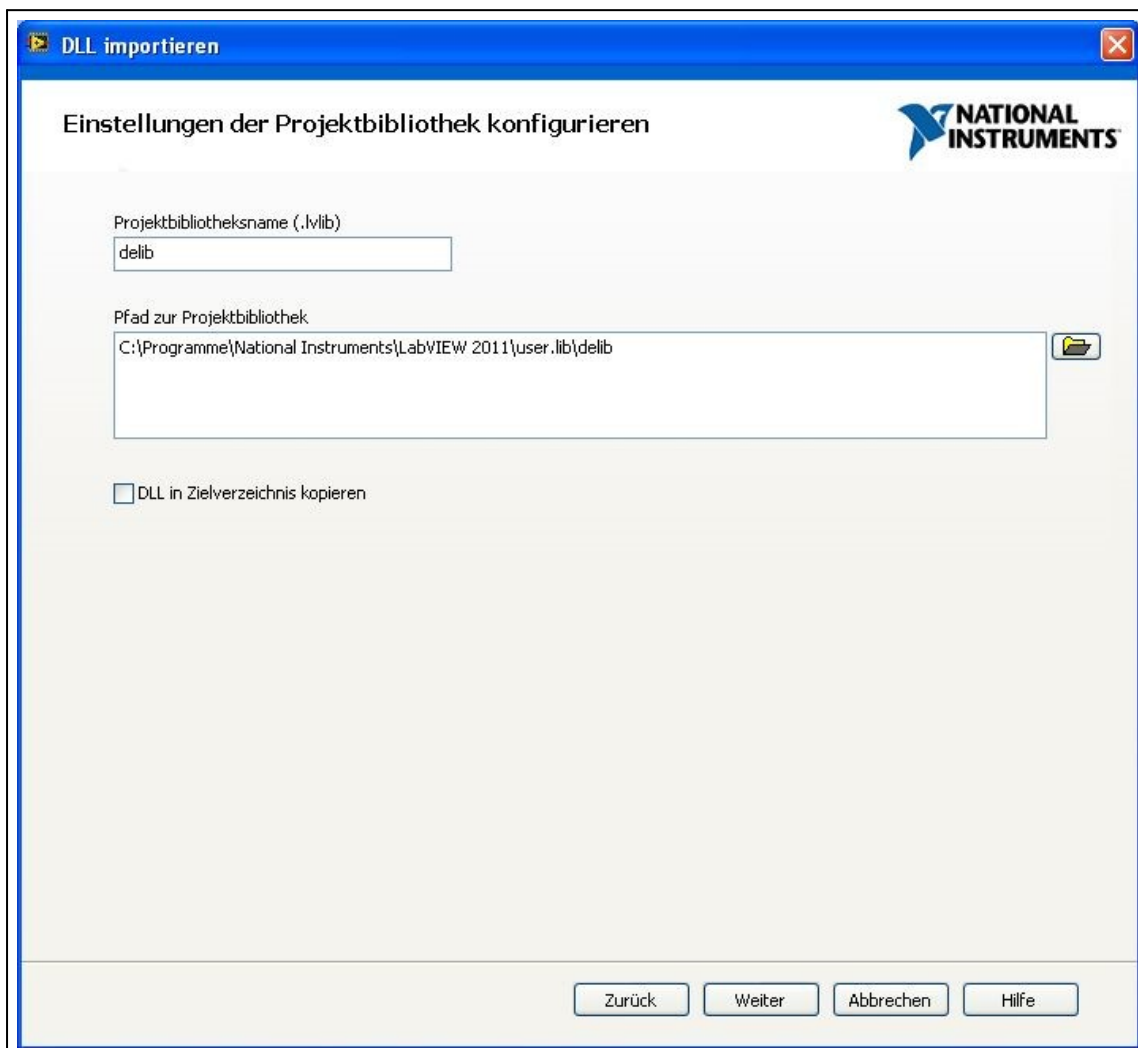 DLL importieren
Einstellungen der Projektbibliothek konfigurieren
NATIONAL
INSTRUMENTS
Projektbibliotheksname (.lvlib)
delib
Pfad zur Projektbibliothek
C:\Programme\National Instruments\LabVIEW 2011\user.lib\delib
DLL in Zielverzeichnis kopieren
Zurück Weiter Abbrechen Hilfe